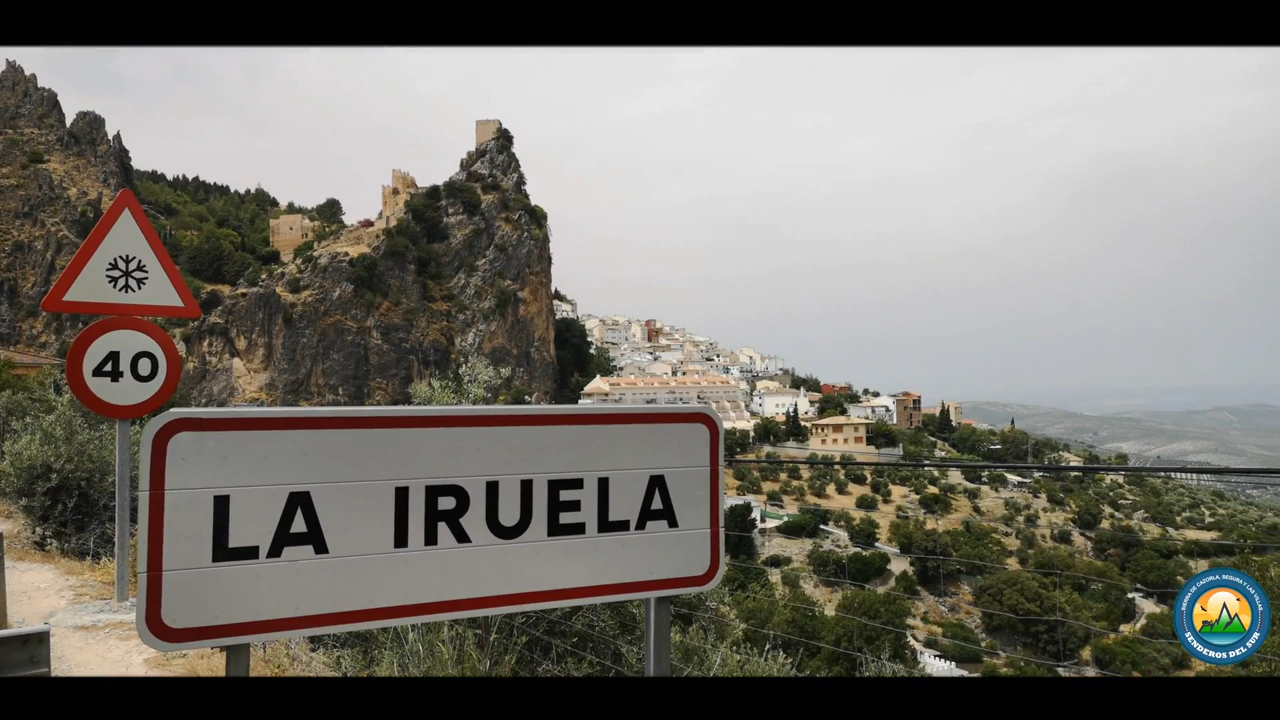 40
LA IRUELA
SIERRA DE CAZORLA, SEGURA Y LAS VILLAS
SENDEROS DEL SUR